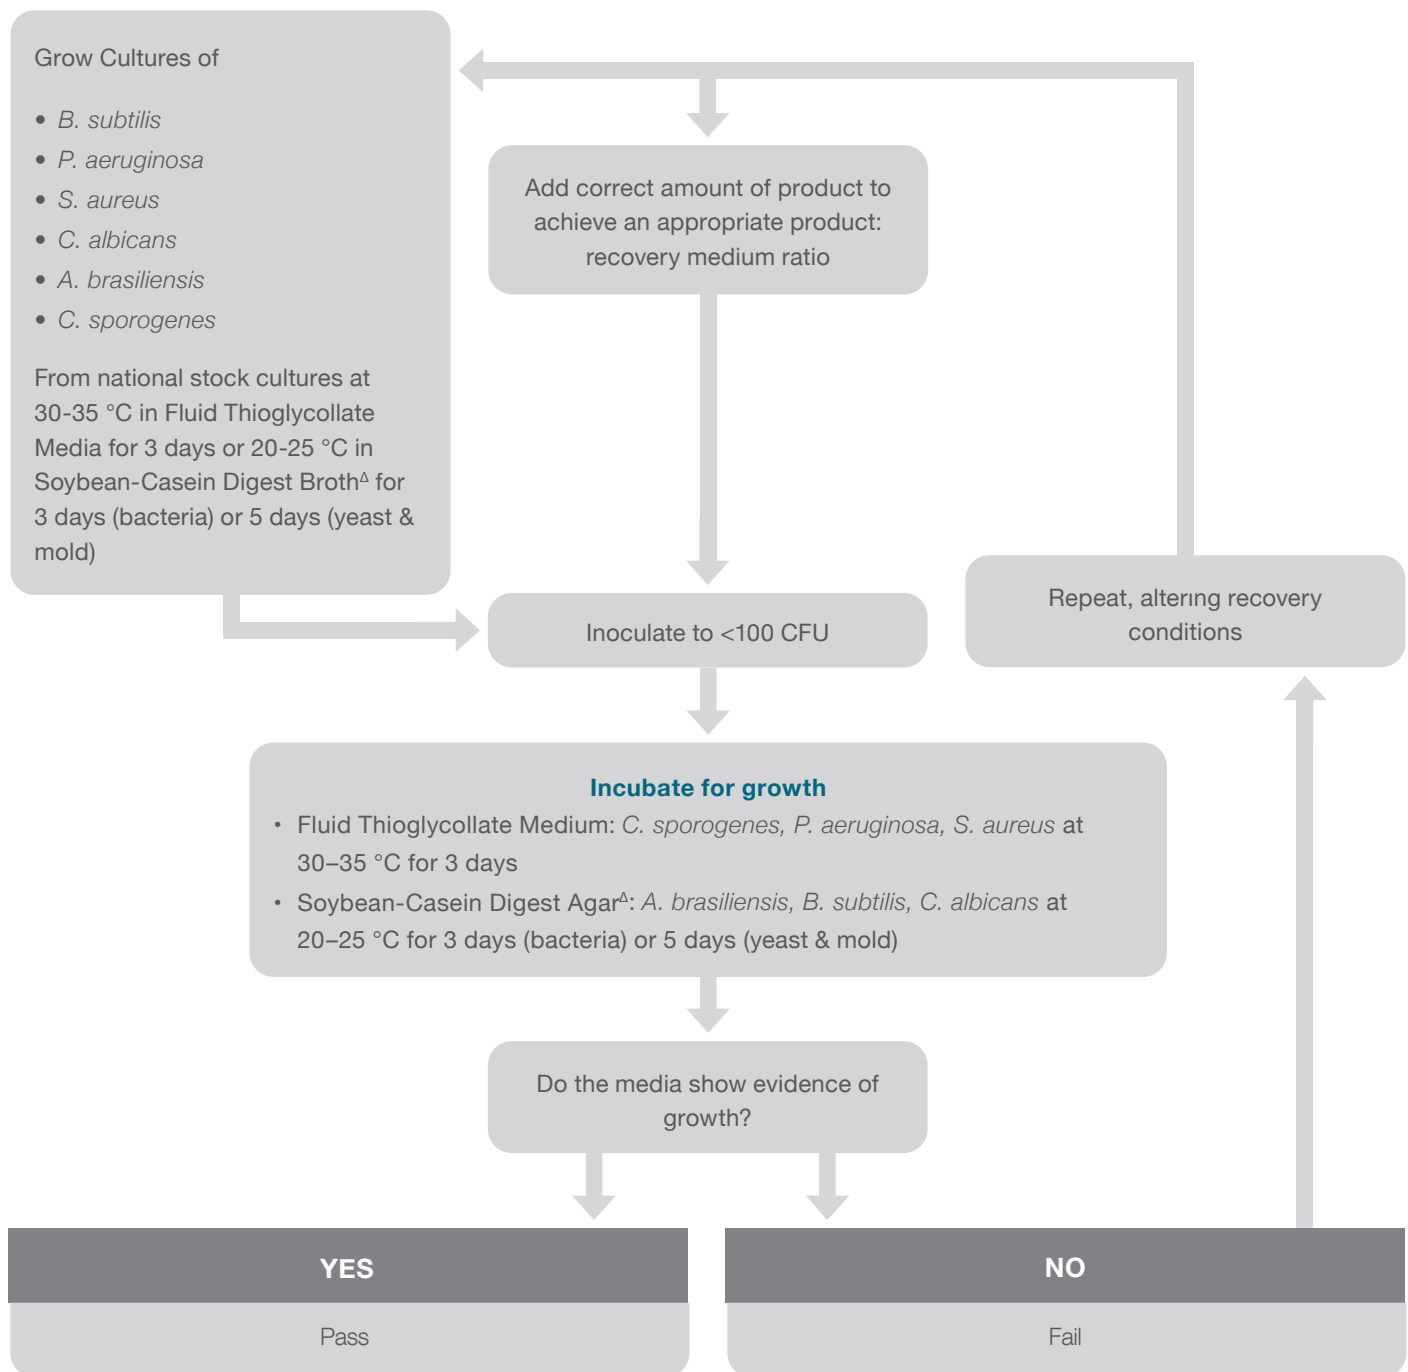 Grow Cultures of
• B. subtilis
• P. aeruginosa
• S. aureus
• C. albicans
• A. brasiliensis
• C. sporogenes
From national stock cultures at
30-35 °C in Fluid Thioglycollate
Media for 3 days or 20-25 °C in
Soybean-Casein Digest Broth^Δ for
3 days (bacteria) or 5 days (yeast &
mold)
Add correct amount of product to
achieve an appropriate product:
recovery medium ratio
Inoculate to <100 CFU
Repeat, altering recovery
conditions
Incubate for growth
• Fluid Thioglycollate Medium: C. sporogenes, P. aeruginosa, S. aureus at
30–35 °C for 3 days
• Soybean-Casein Digest Agar^Δ: A. brasiliensis, B. subtilis, C. albicans at
20–25 °C for 3 days (bacteria) or 5 days (yeast & mold)
Do the media show evidence of
growth?
YES
Pass
NO
Fail